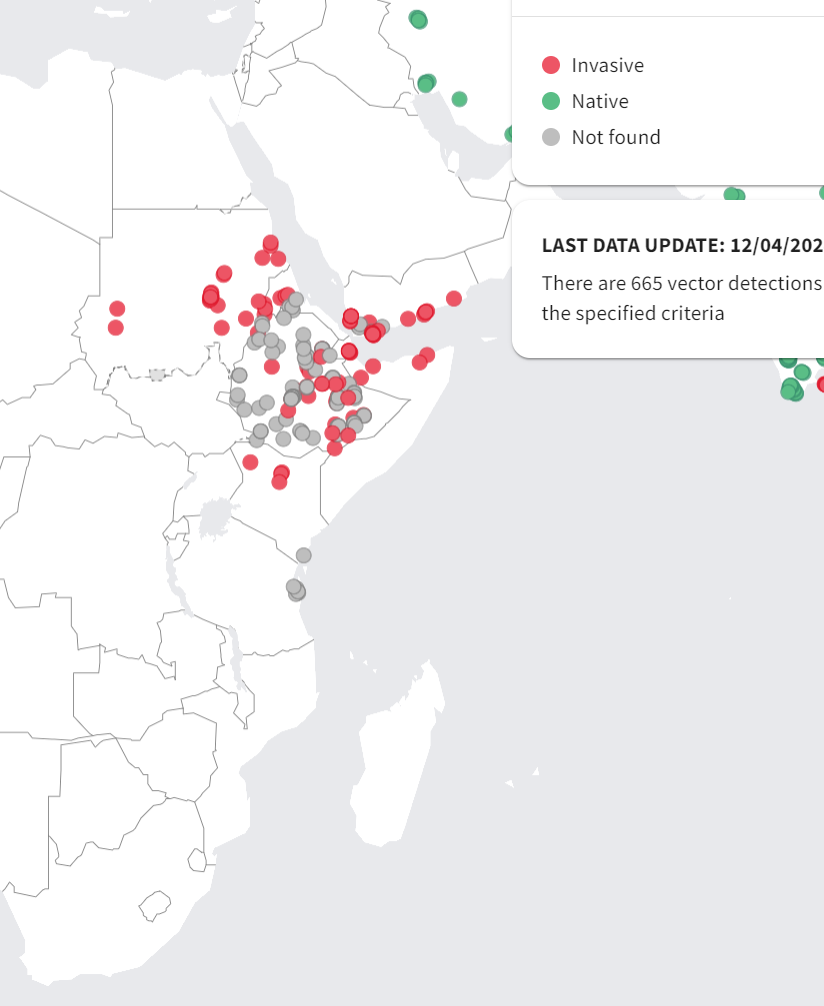 Invasive
Native
Not found
LAST DATA UPDATE: 12/04/202
There are 665 vector detections
the specified criteria